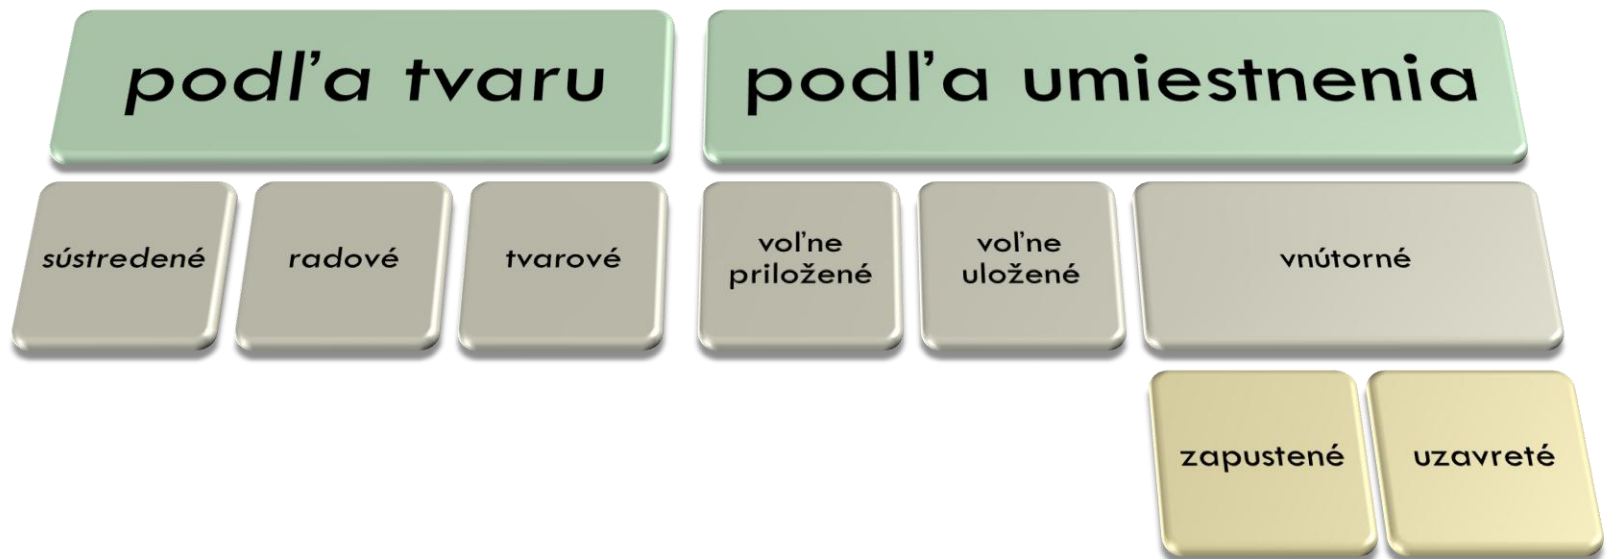 podľa tvaru
podľa umiestnenia
sústredené
radové
tvarové
voľne
priložené
voľne
uložené
vnútorné
zapustené
uzavreté